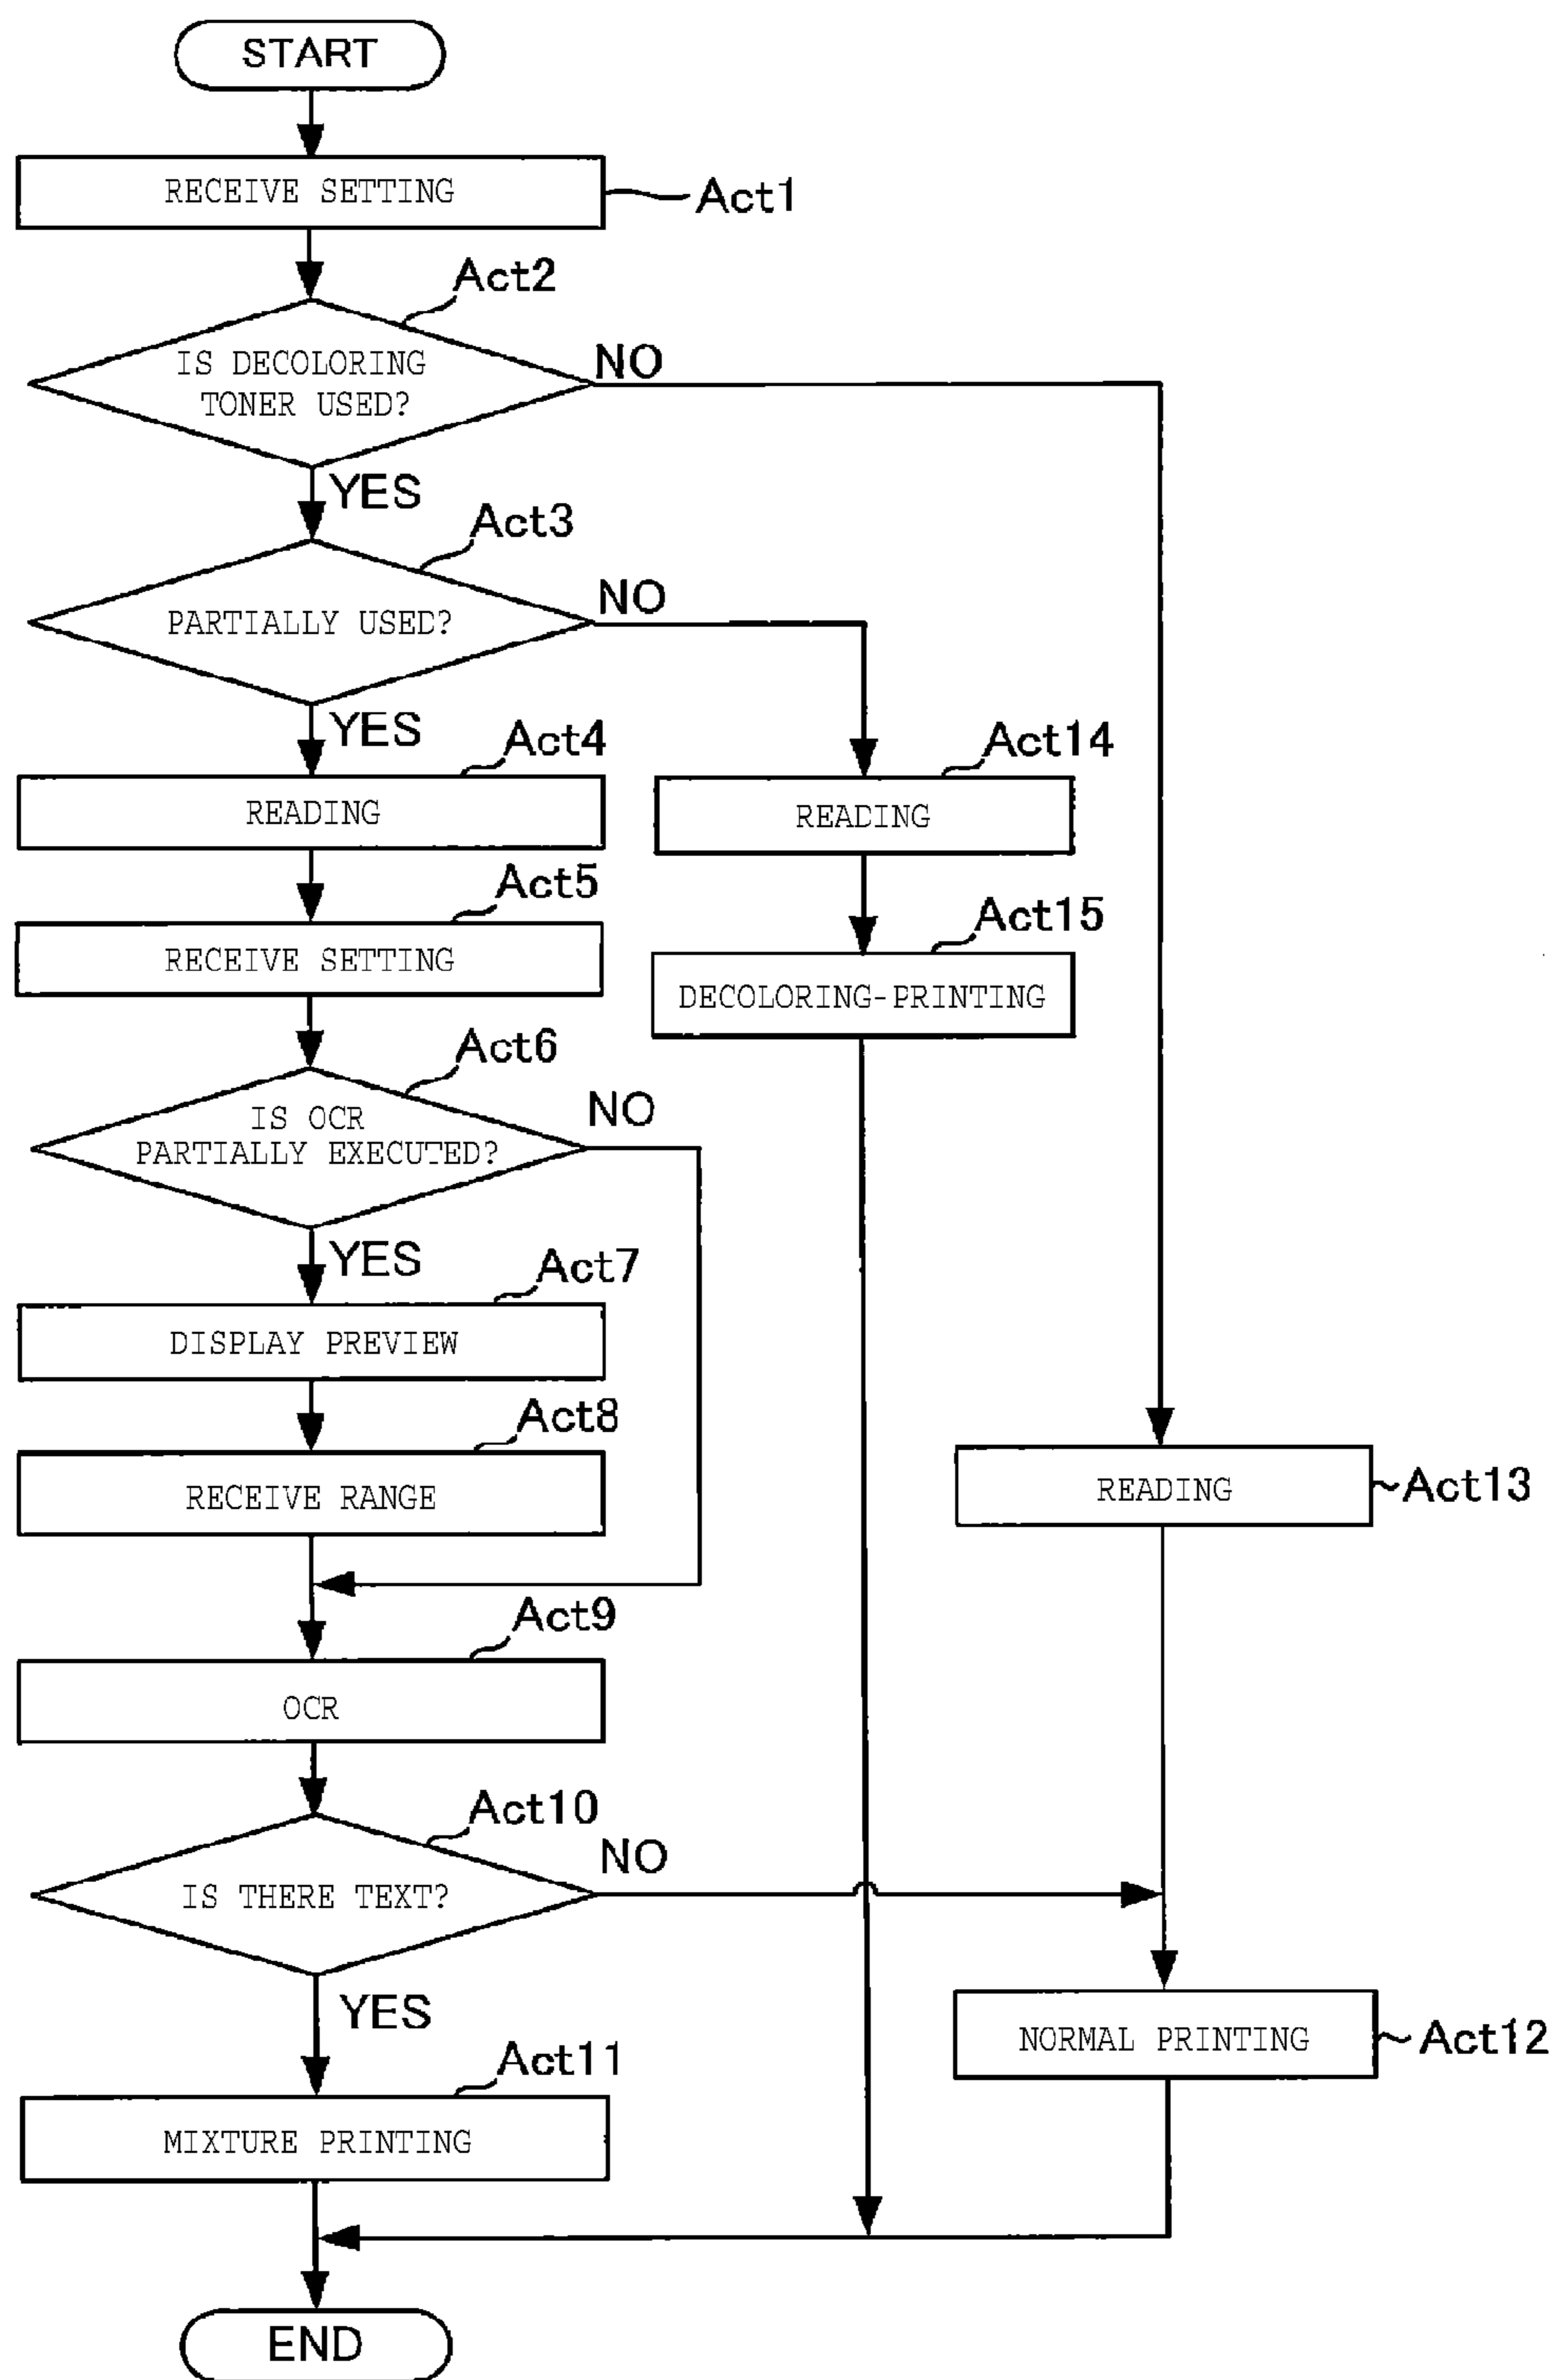 START
RECEIVE SETTING
Act1
Act2
IS DECOLORING
TONER USED?
NO
YES
Act3
PARTIALLY USED?
NO
YES
Act4
READING
Act14
READING
Act5
RECEIVE SETTING
Act15
DECOLORING-PRINTING
Act6
IS OCR
PARTIALLY EXECUTED?
NO
YES
Act7
DISPLAY PREVIEW
Act8
RECEIVE RANGE
READING
Act13
Act9
OCR
Act10
IS THERE TEXT?
NO
YES
NORMAL PRINTING
Act12
Act11
MIXTURE PRINTING
END